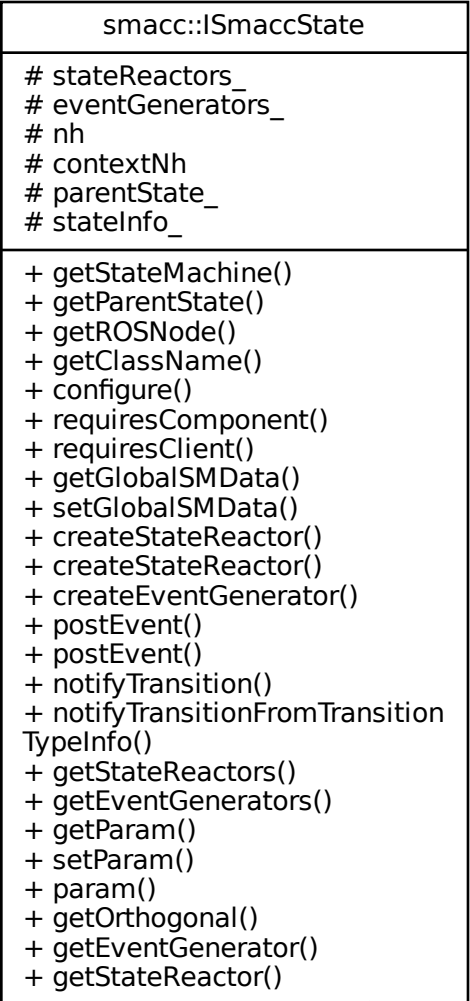 smacc::ISmaccState
# stateReactors_
# eventGenerators_
# nh
# contextNh
# parentState_
# stateInfo_
+ getStateMachine()
+ getParentState()
+ getROSNode()
+ getClassName()
+ configure()
+ requiresComponent()
+ requiresClient()
+ getGlobalSMData()
+ setGlobalSMData()
+ createStateReactor()
+ createStateReactor()
+ createEventGenerator()
+ postEvent()
+ postEvent()
+ notifyTransition()
+ notifyTransitionFromTransition
TypeInfo()
+ getStateReactors()
+ getEventGenerators()
+ getParam()
+ setParam()
+ param()
+ getOrthogonal()
+ getEventGenerator()
+ getStateReactor()